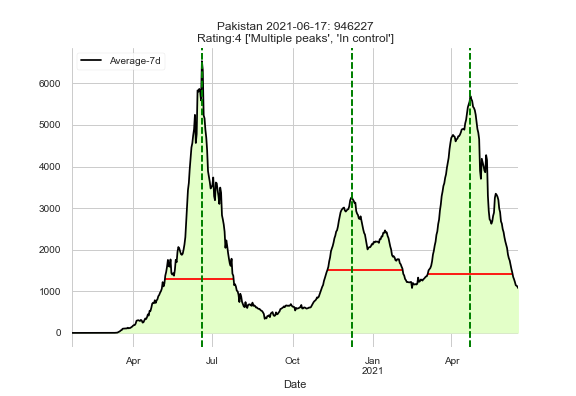 Pakistan 2021-06-17: 946227
Rating:4 ['Multiple peaks', 'In control']
Average-7d
6000
5000
4000
3000
2000
1000
0
Apr
Jul
Oct
Jan
2021
Apr
Date